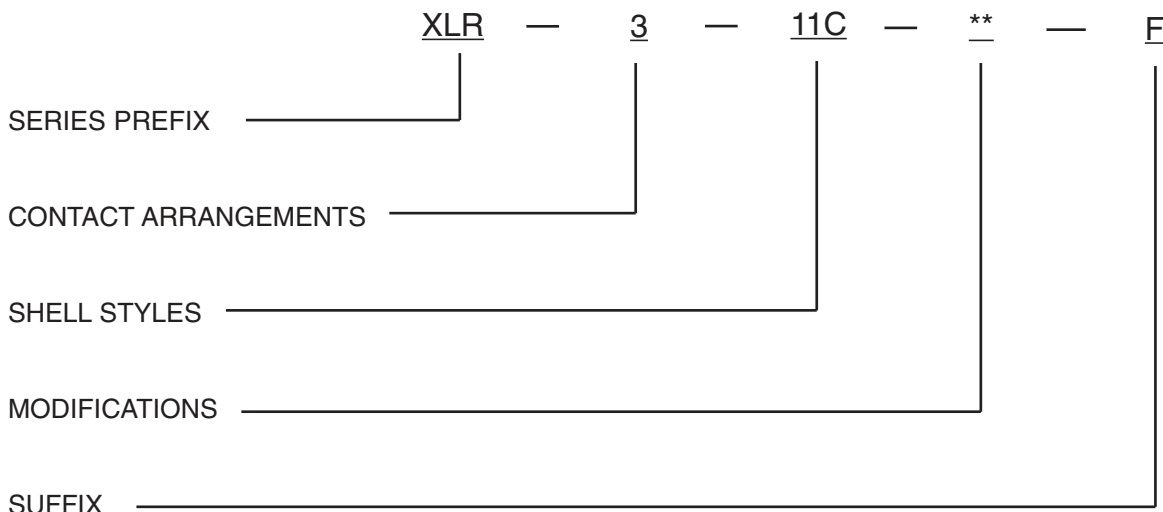 XLR — 3 — 11C — ** — F
SERIES PREFIX
CONTACT ARRANGEMENTS
SHELL STYLES
MODIFICATIONS
SUFFIX